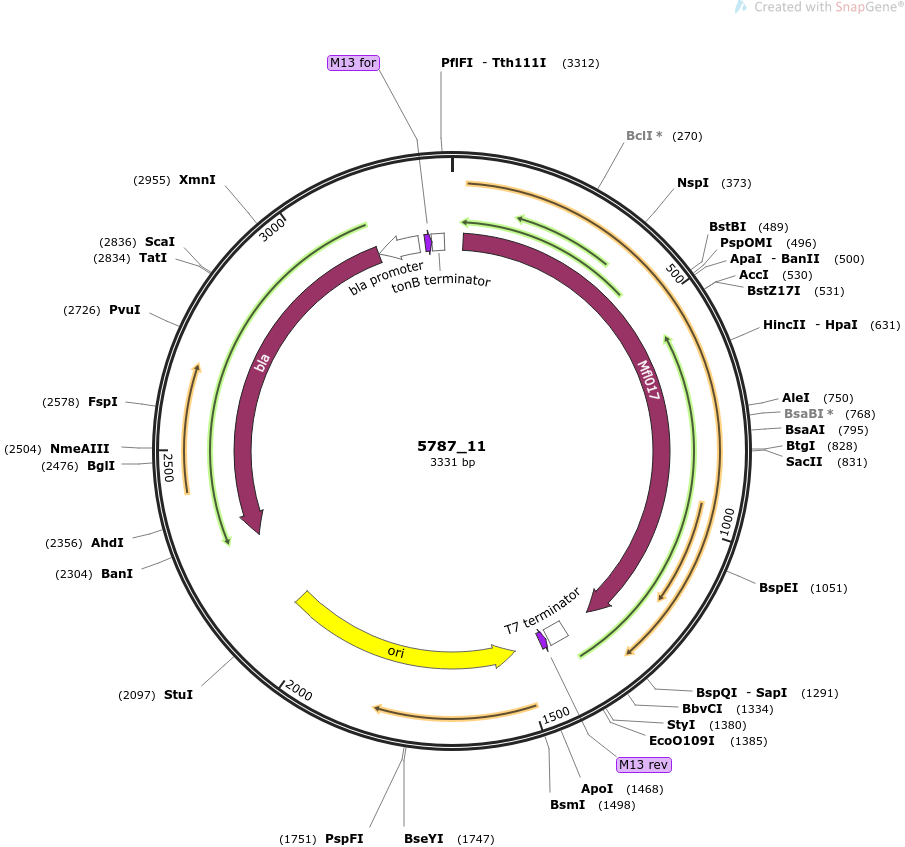 Created with SnapGene®
M13 for
PflFI - Tth111I (3312)
BclI * (270)
NspI (373)
BstBI (489)
PspOMI (496)
ApaI - BanII (500)
AccI (530)
BstZ17I (531)
HincII - HpaI (631)
AleI (750)
BsaBI * (768)
BsaAI (795)
BtgI (828)
SacII (831)
BspEI (1051)
BspQI - SapI (1291)
BbvCI (1334)
StyI (1380)
EcoO109I (1385)
M13 rev
ApoI (1468)
BsmI (1498)
BseYI (1747)
(1751) PspFI
(2097) StuI
(2304) BanI
(2356) AhdI
(2476) BglI
(2504) NmeAIII
(2578) FspI
(2726) PvuI
(2834) TatI
(2836) ScaI
(2955) XmnI
500
1000
1500
2000
2500
3000
bla promoter
tonB terminator
Mfl017
bla
T7 terminator
ori
5787_11
3331 bp